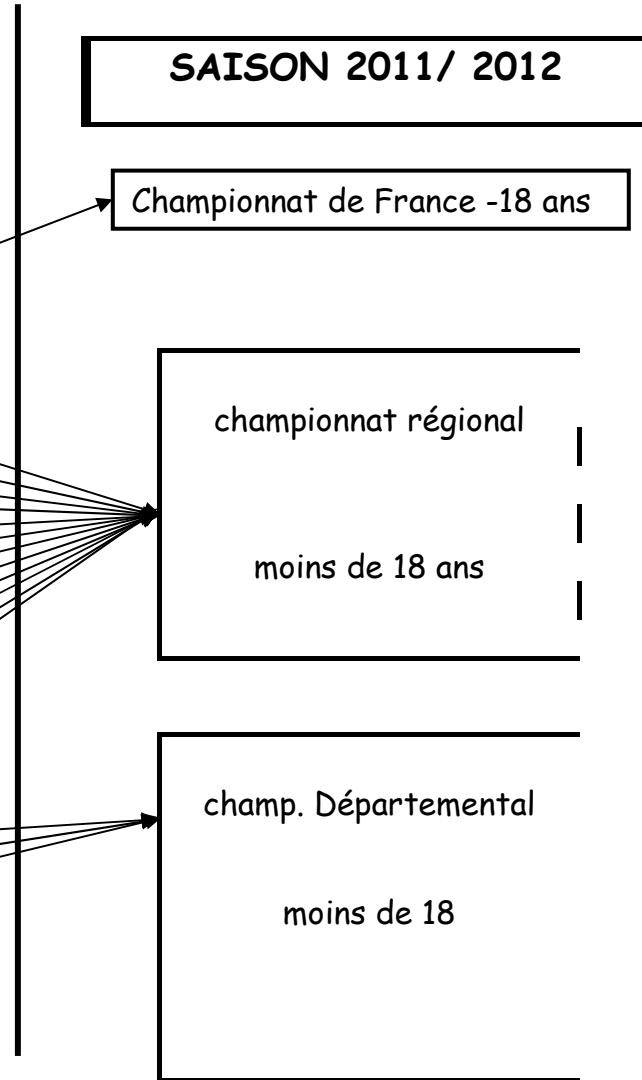 SAISON 2011/ 2012
Championnat de France -18 ans
championnat régional
moins de 18 ans
champ. Départemental
moins de 18